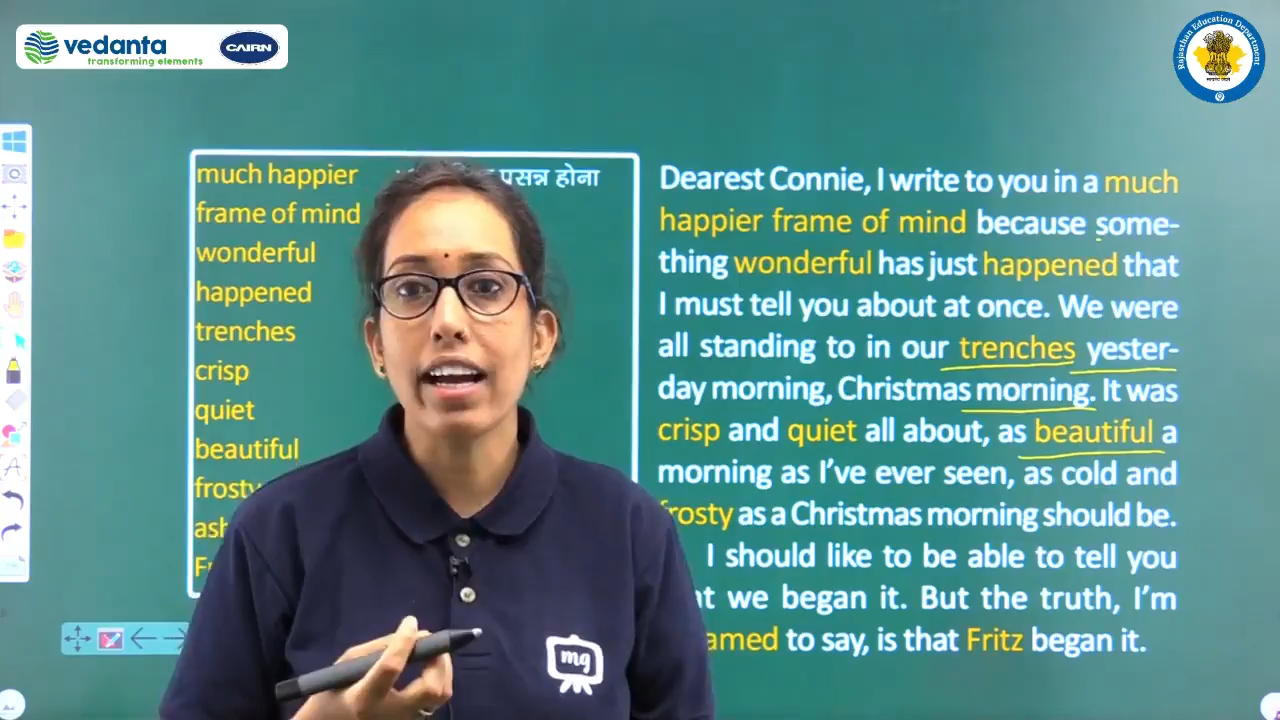 vedanta
transforming elements
CAIRN
Rajasthan Education Department
much happier
प्रसन्न होना
frame of mind
wonderful
happened
trenches
crisp
quiet
beautiful
frosty
Dearest Connie, I write to you in a much
happier frame of mind because some-
thing wonderful has just happened that
I must tell you about at once. We were
all standing to in our trenches yester-
day morning, Christmas morning. It was
crisp and quiet all about, as beautiful a
morning as I've ever seen, as cold and
frosty as a Christmas morning should be.
I should like to be able to tell you
we began it. But the truth, I'm
to say, is that Fritz began it.
mg